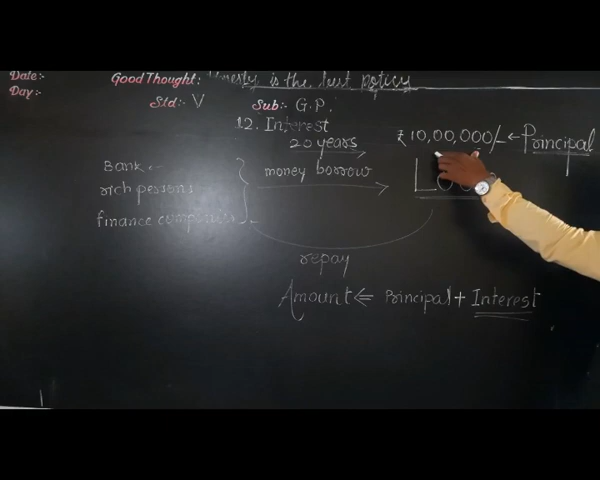 Date:-
Good Thought: Honesty is the best policy
Day:-
Std:- V
Sub:- G.P.
12. Interest
20 years
₹10,00,000/- ← Principal
Bank
rich persons
finance companies
money borrow
repay
Amount ⇐ Principal + Interest